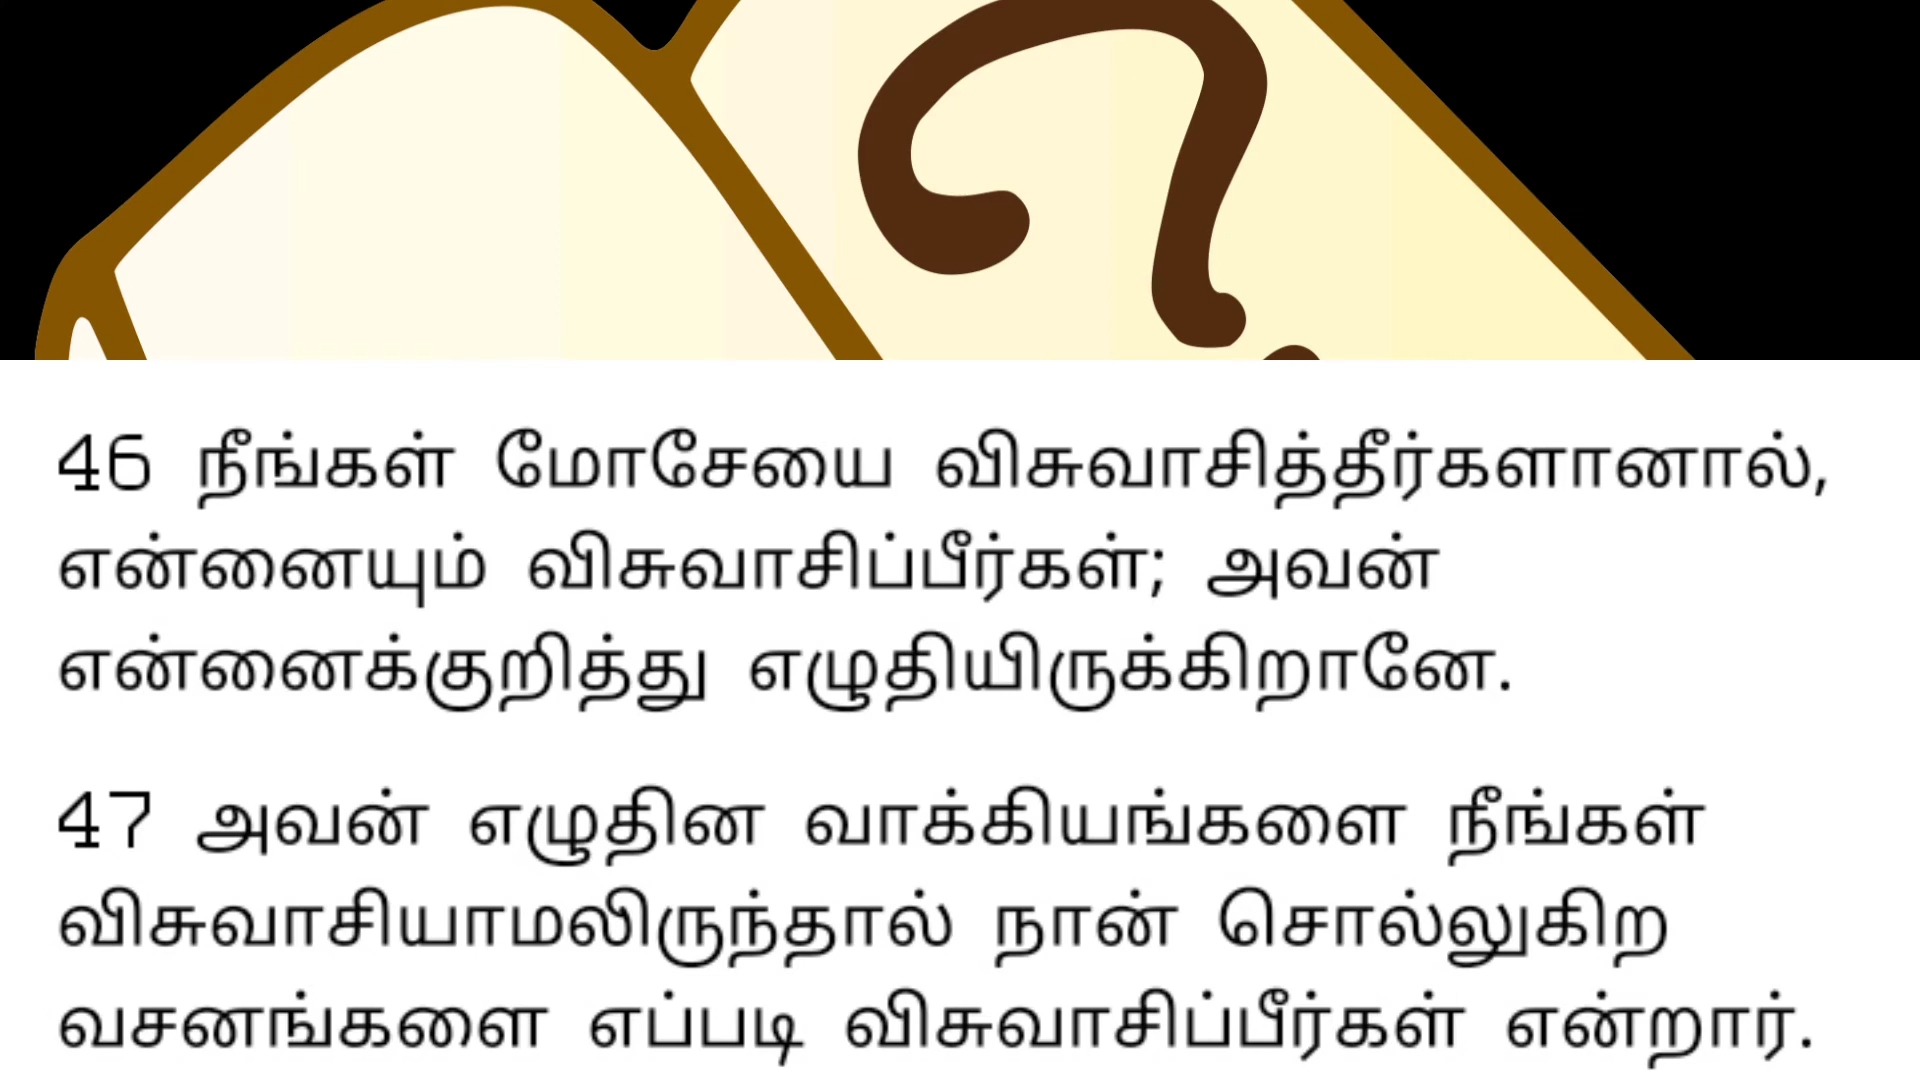 46 நீங்கள் மோசேயை விசுவாசித்தீர்களானால்,
என்னையும் விசுவாசிப்பீர்கள்; அவன்
என்னைக்குறித்து எழுதியிருக்கிறானே.
47 அவன் எழுதின வாக்கியங்களை நீங்கள்
விசுவாசியாமலிருந்தால் நான் சொல்லுகிற
வசனங்களை எப்படி விசுவாசிப்பீர்கள் என்றார்.